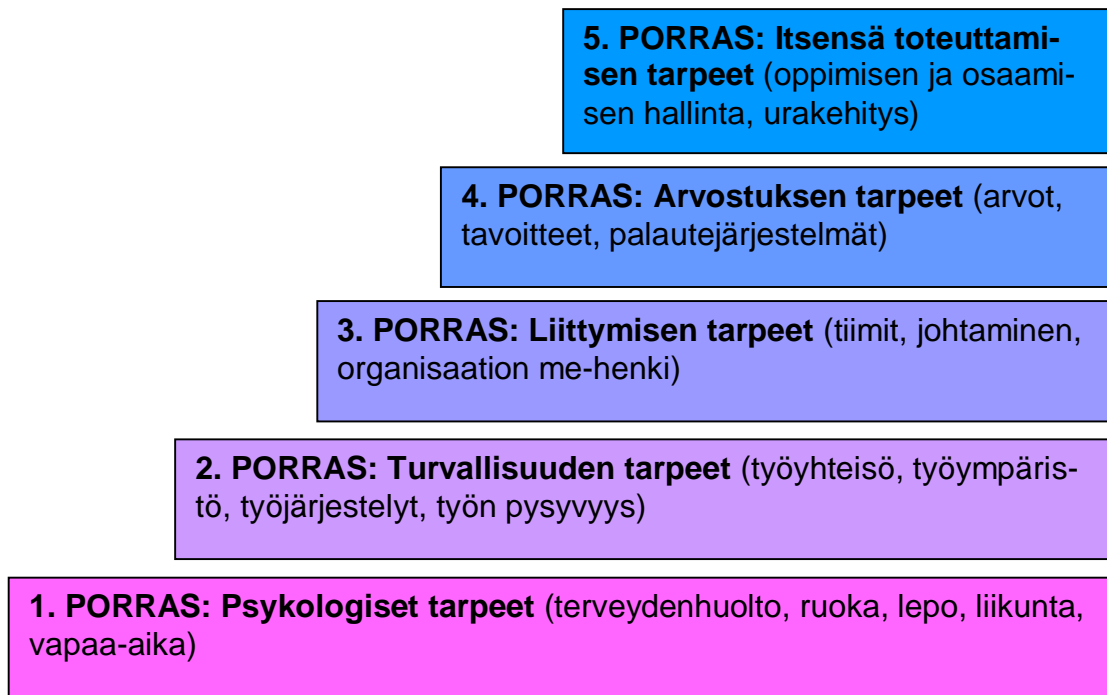 5. PORRAS: Itsensä toteuttami-
sen tarpeet (oppimisen ja osaami-
sen hallinta, urakehitys)
4. PORRAS: Arvostuksen tarpeet (arvot,
tavoitteet, palautejärjestelmät)
3. PORRAS: Liittymisen tarpeet (tiimit, johtaminen,
organisaation me-henki)
2. PORRAS: Turvallisuuden tarpeet (työyhteisö, työympäris-
tö, työjärjestelyt, työn pysyvyys)
1. PORRAS: Psykologiset tarpeet (terveydenhuolto, ruoka, lepo, liikunta,
vapaa-aika)